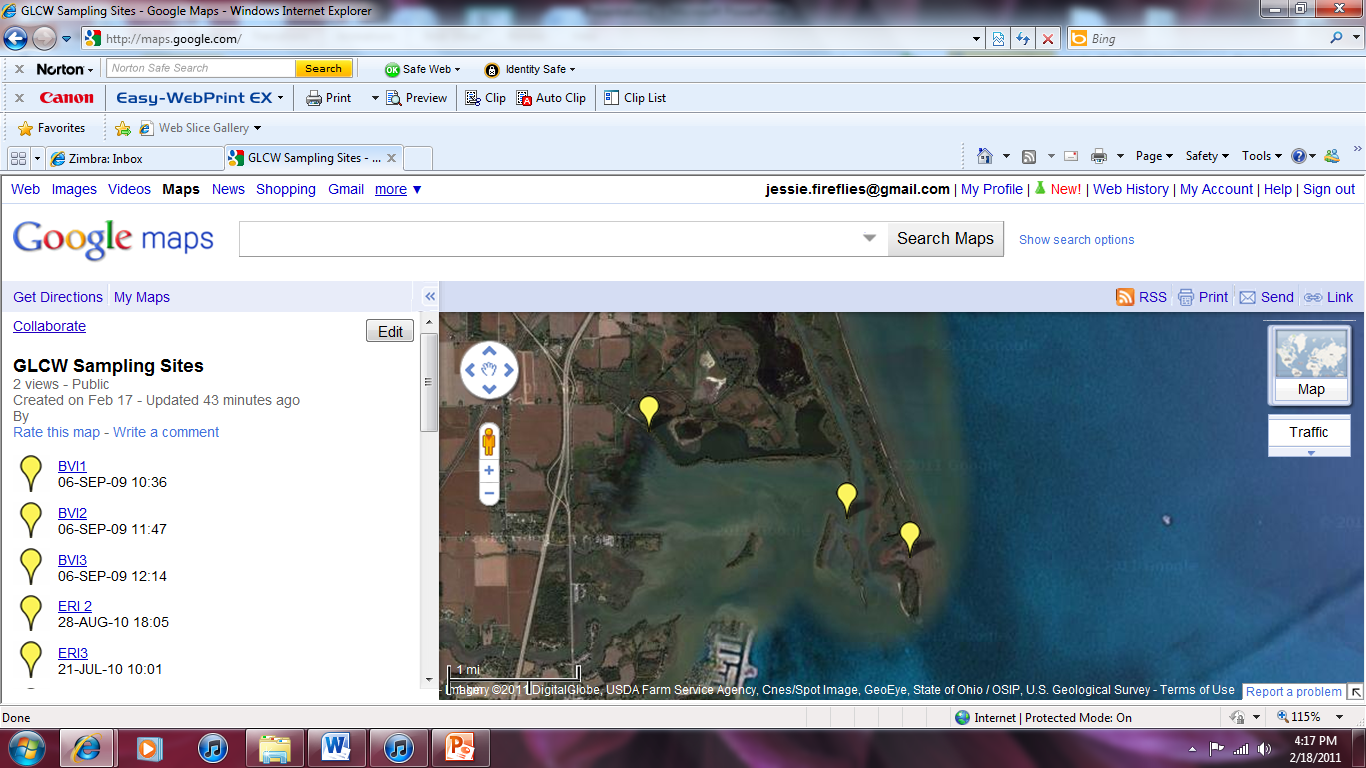 GLCW Sampling Sites - Google Maps - Windows Internet Explorer
http://maps.google.com/
Bing
Norton
Norton Safe Search
Search
OK Safe Web
Identity Safe
Canon Easy-WebPrint EX
Print
Preview
Clip
Auto Clip
Clip List
Favorites
Web Slice Gallery
Zimbra: Inbox
GLCW Sampling Sites - ...
Page
Safety
Tools
Web Images Videos Maps News Shopping Gmail more ▼
jessie.fireflies@gmail.com | My Profile | New! | Web History | My Account | Help | Sign out
Google maps
Search Maps
Show search options
Get Directions
My Maps
RSS
Print
Send
Link
Collaborate
Edit
GLCW Sampling Sites
2 views - Public
Created on Feb 17 - Updated 43 minutes ago
By
Rate this map - Write a comment
BVI1
06-SEP-09 10:36
BVI2
06-SEP-09 11:47
BVI3
06-SEP-09 12:14
ERI 2
28-AUG-10 18:05
ERI3
21-JUL-10 10:01
Map
Traffic
1 mi
Imagery ©2011 DigitalGlobe, USDA Farm Service Agency, Cnes/Spot Image, GeoEye, State of Ohio / OSIP, U.S. Geological Survey - Terms of Use
Report a problem
Done
Internet | Protected Mode: On
115%
4:17 PM
2/18/2011